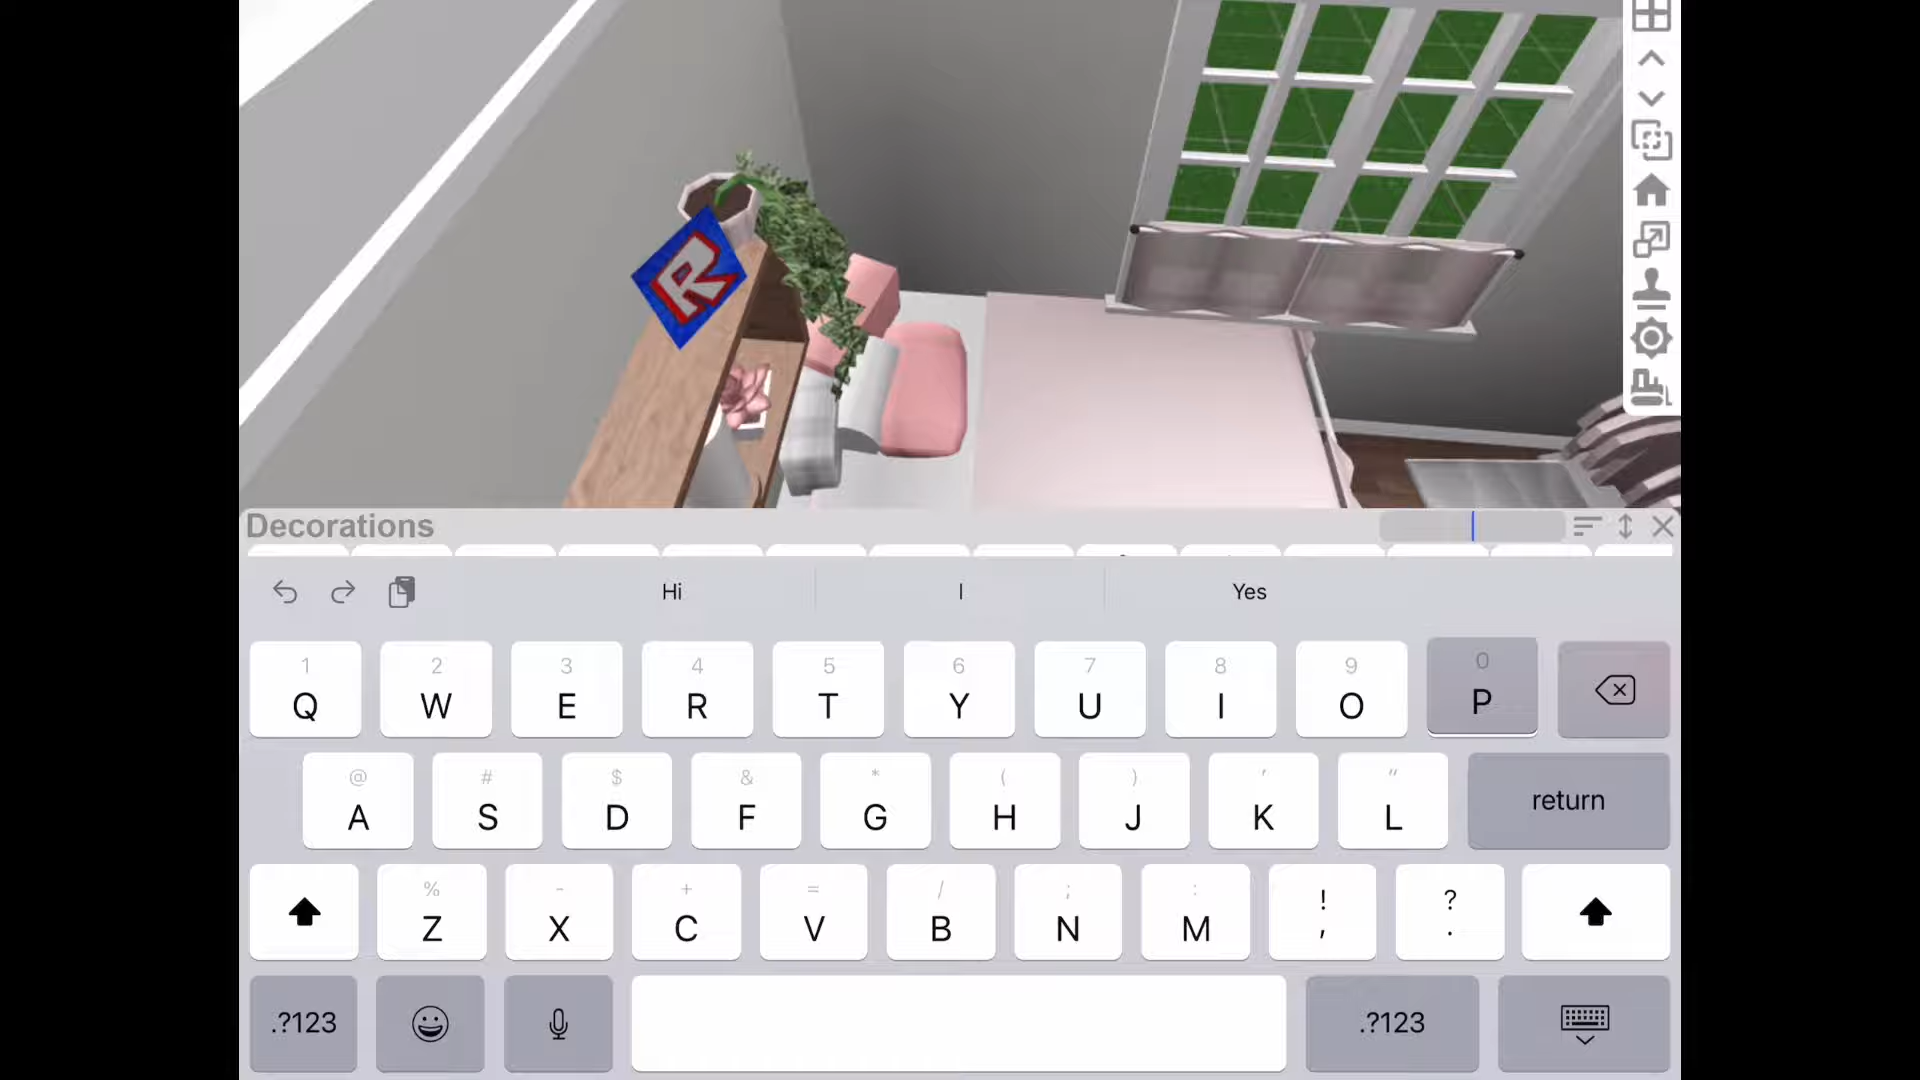 R
Decorations
Hi I Yes
1 2 3 4 5 6 7 8 9 0
Q W E R T Y U I O P
@ # $ & * ( ) ' "
A S D F G H J K L return
% - + = / ; : ! ?
Z X C V B N M , .
.?123 .?123